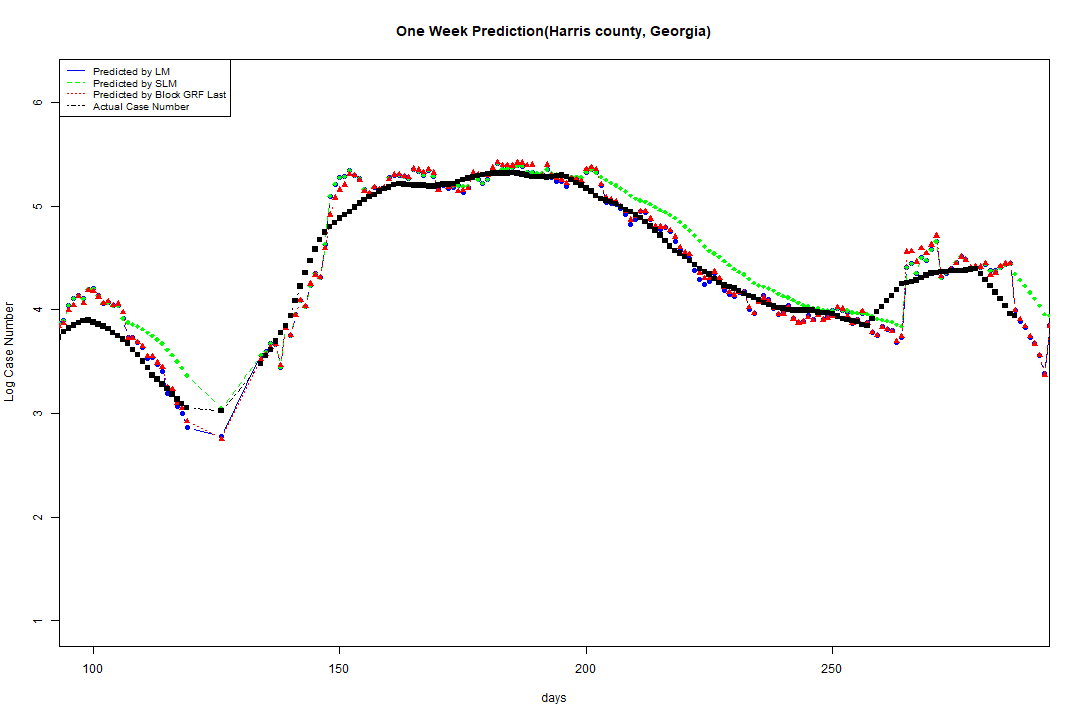 One Week Prediction(Harris county, Georgia)
Predicted by LM
Predicted by SLM
Predicted by Block GRF Last
Actual Case Number
6
5
4
3
2
1
Log Case Number
100
150
200
250
days